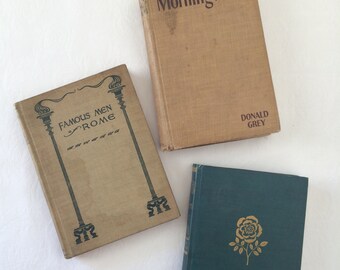 Morning
DONALD
GREY
FAMOUS MEN
OF ROME